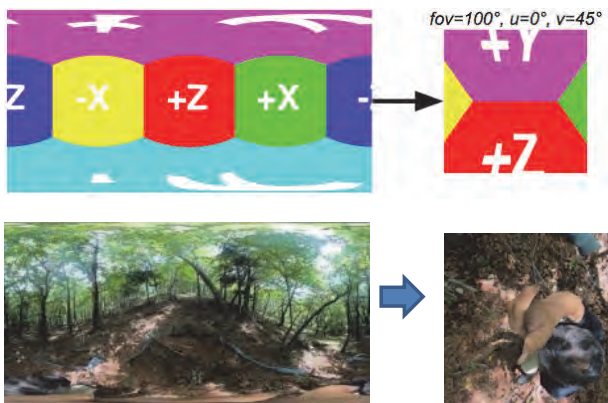 fov=100°, u=0°, v=45°
+Y
Z -X +Z +X -
+Z